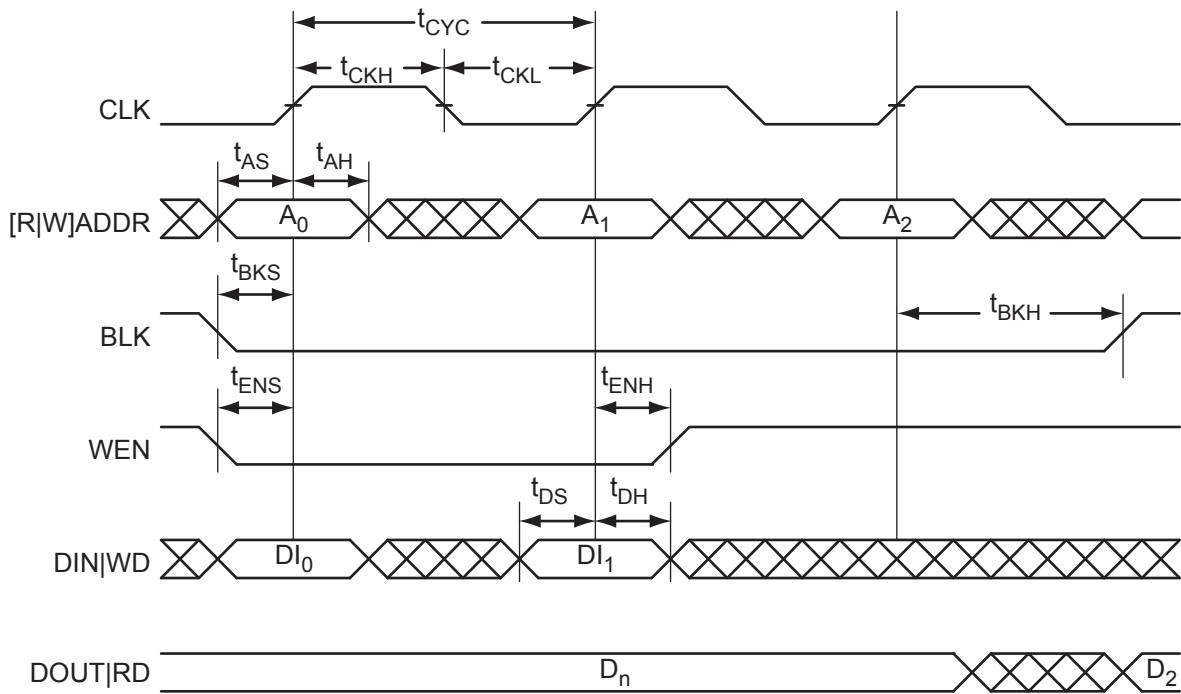 tCYC
tCKH tCKL
CLK
tAS tAH
[R|W]ADDR A0 A1 A2
tBKS
tBKH
BLK
tENS tENH
WEN
tDS tDH
DIN|WD DI0 DI1
DOUT|RD Dn D2